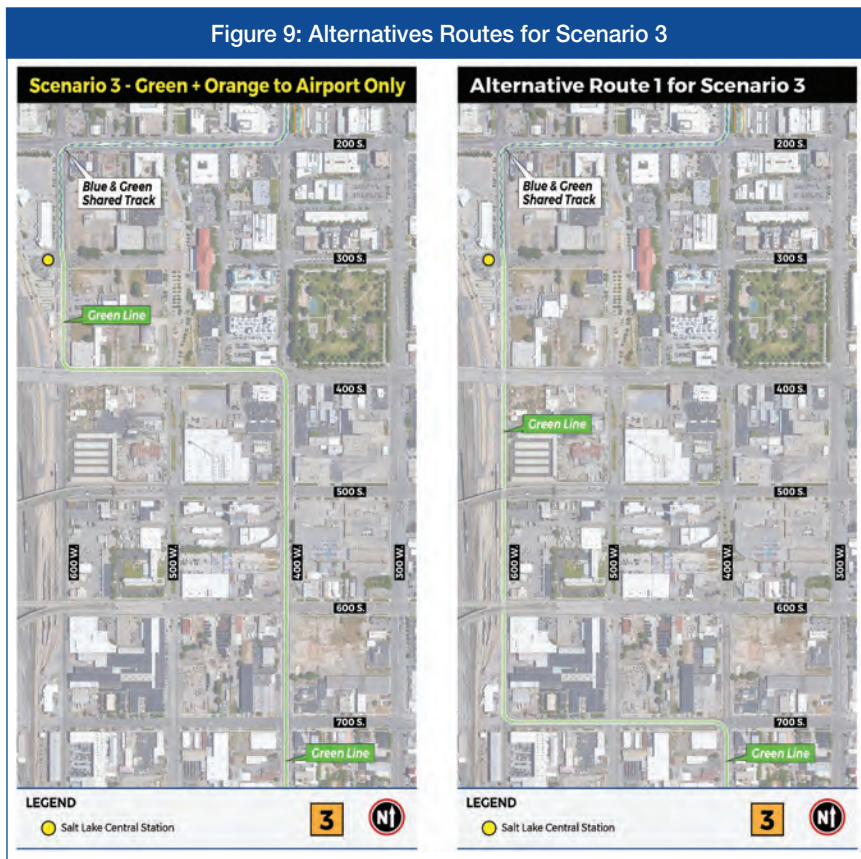 Figure 9: Alternatives Routes for Scenario 3
Scenario 3 - Green + Orange to Airport Only
200 S.
Blue & Green
Shared Track
300 S.
Green Line
400 S.
500 S.
600 W.
500 W.
400 W.
300 W.
600 S.
700 S.
Green Line
LEGEND
Salt Lake Central Station
3
N
Alternative Route 1 for Scenario 3
200 S.
Blue & Green
Shared Track
300 S.
400 S.
Green Line
500 S.
600 W.
500 W.
400 W.
300 W.
600 S.
700 S.
Green Line
LEGEND
Salt Lake Central Station
3
N